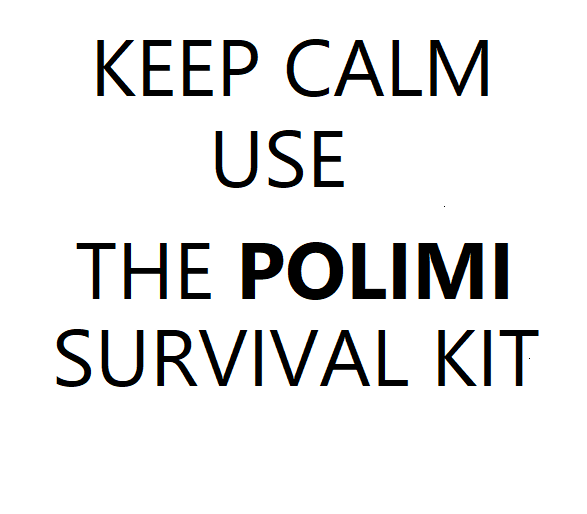 KEEP CALM
USE
THE POLIMI
SURVIVAL KIT